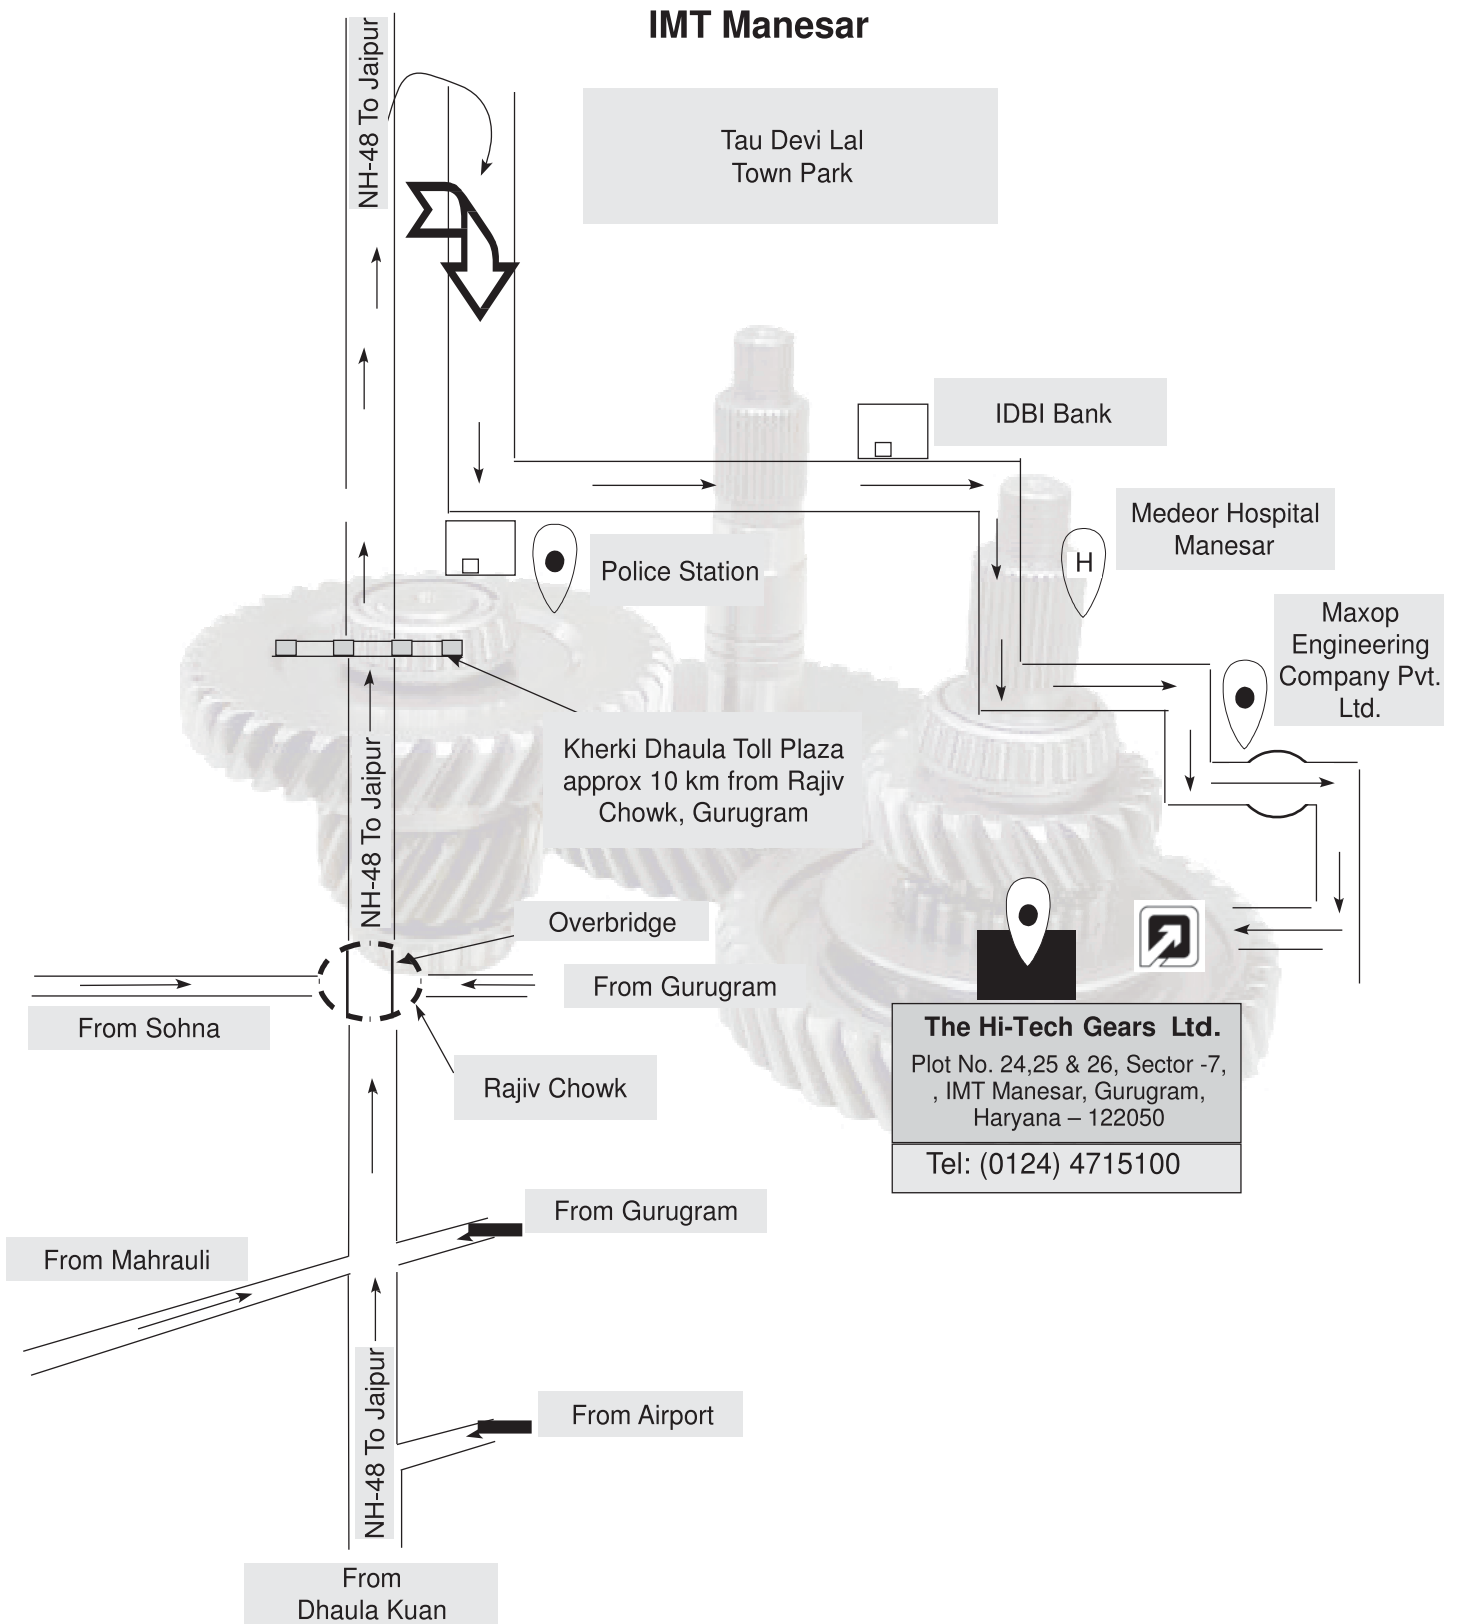 IMT Manesar
NH-48 To Jaipur
Tau Devi Lal
Town Park
IDBI Bank
Medeor Hospital
Manesar
H
Police Station
Maxop
Engineering
Company Pvt.
Ltd.
Kherki Dhaula Toll Plaza
approx 10 km from Rajiv
Chowk, Gurugram
NH-48 To Jaipur
Overbridge
From Gurugram
From Sohna
Rajiv Chowk
The Hi-Tech Gears Ltd.
Plot No. 24,25 & 26, Sector -7,
, IMT Manesar, Gurugram,
Haryana – 122050
Tel: (0124) 4715100
From Gurugram
From Mahrauli
NH-48 To Jaipur
From Airport
From
Dhaula Kuan